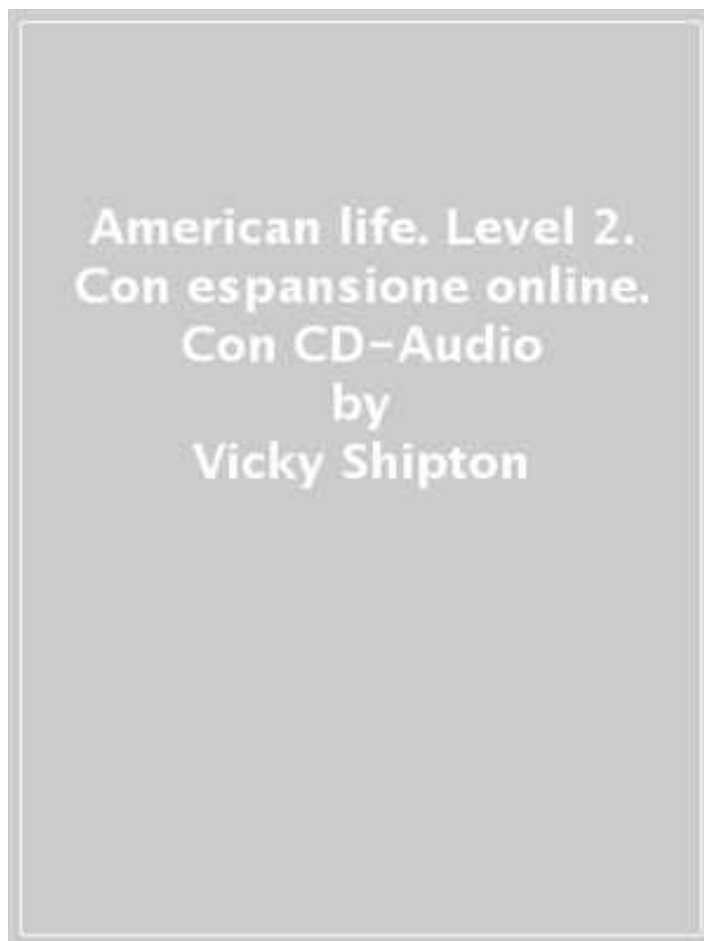 American life. Level 2.
Con espansione online.
Con CD-Audio
by
Vicky Shipton